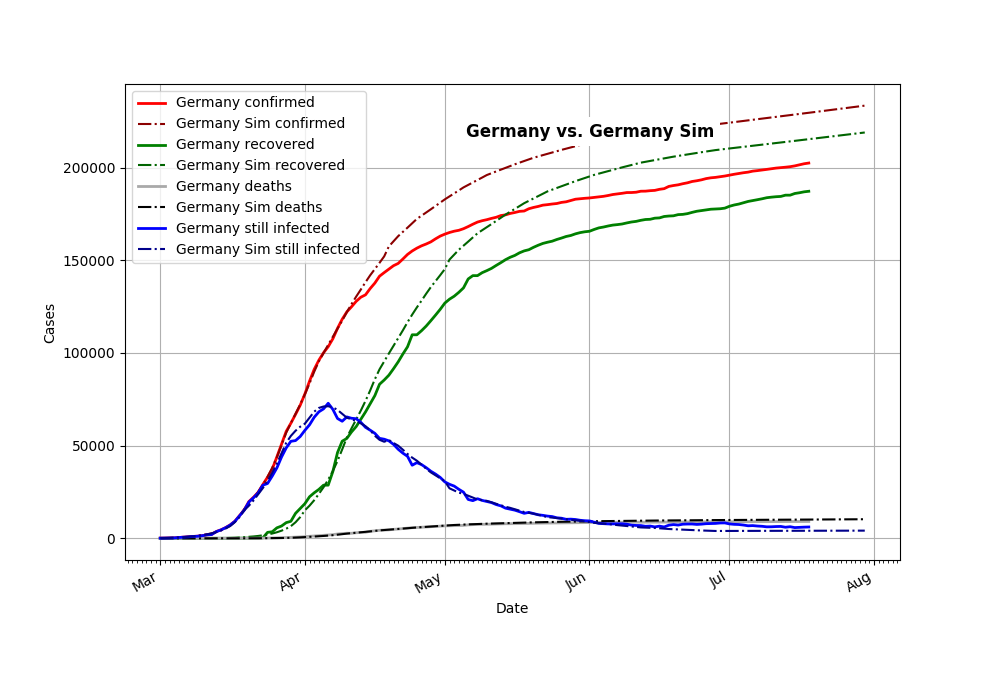 Germany vs. Germany Sim
Germany confirmed
Germany Sim confirmed
Germany recovered
Germany Sim recovered
Germany deaths
Germany Sim deaths
Germany still infected
Germany Sim still infected
Cases
200000
150000
100000
50000
0
Mar
Apr
May
Jun
Jul
Aug
Date